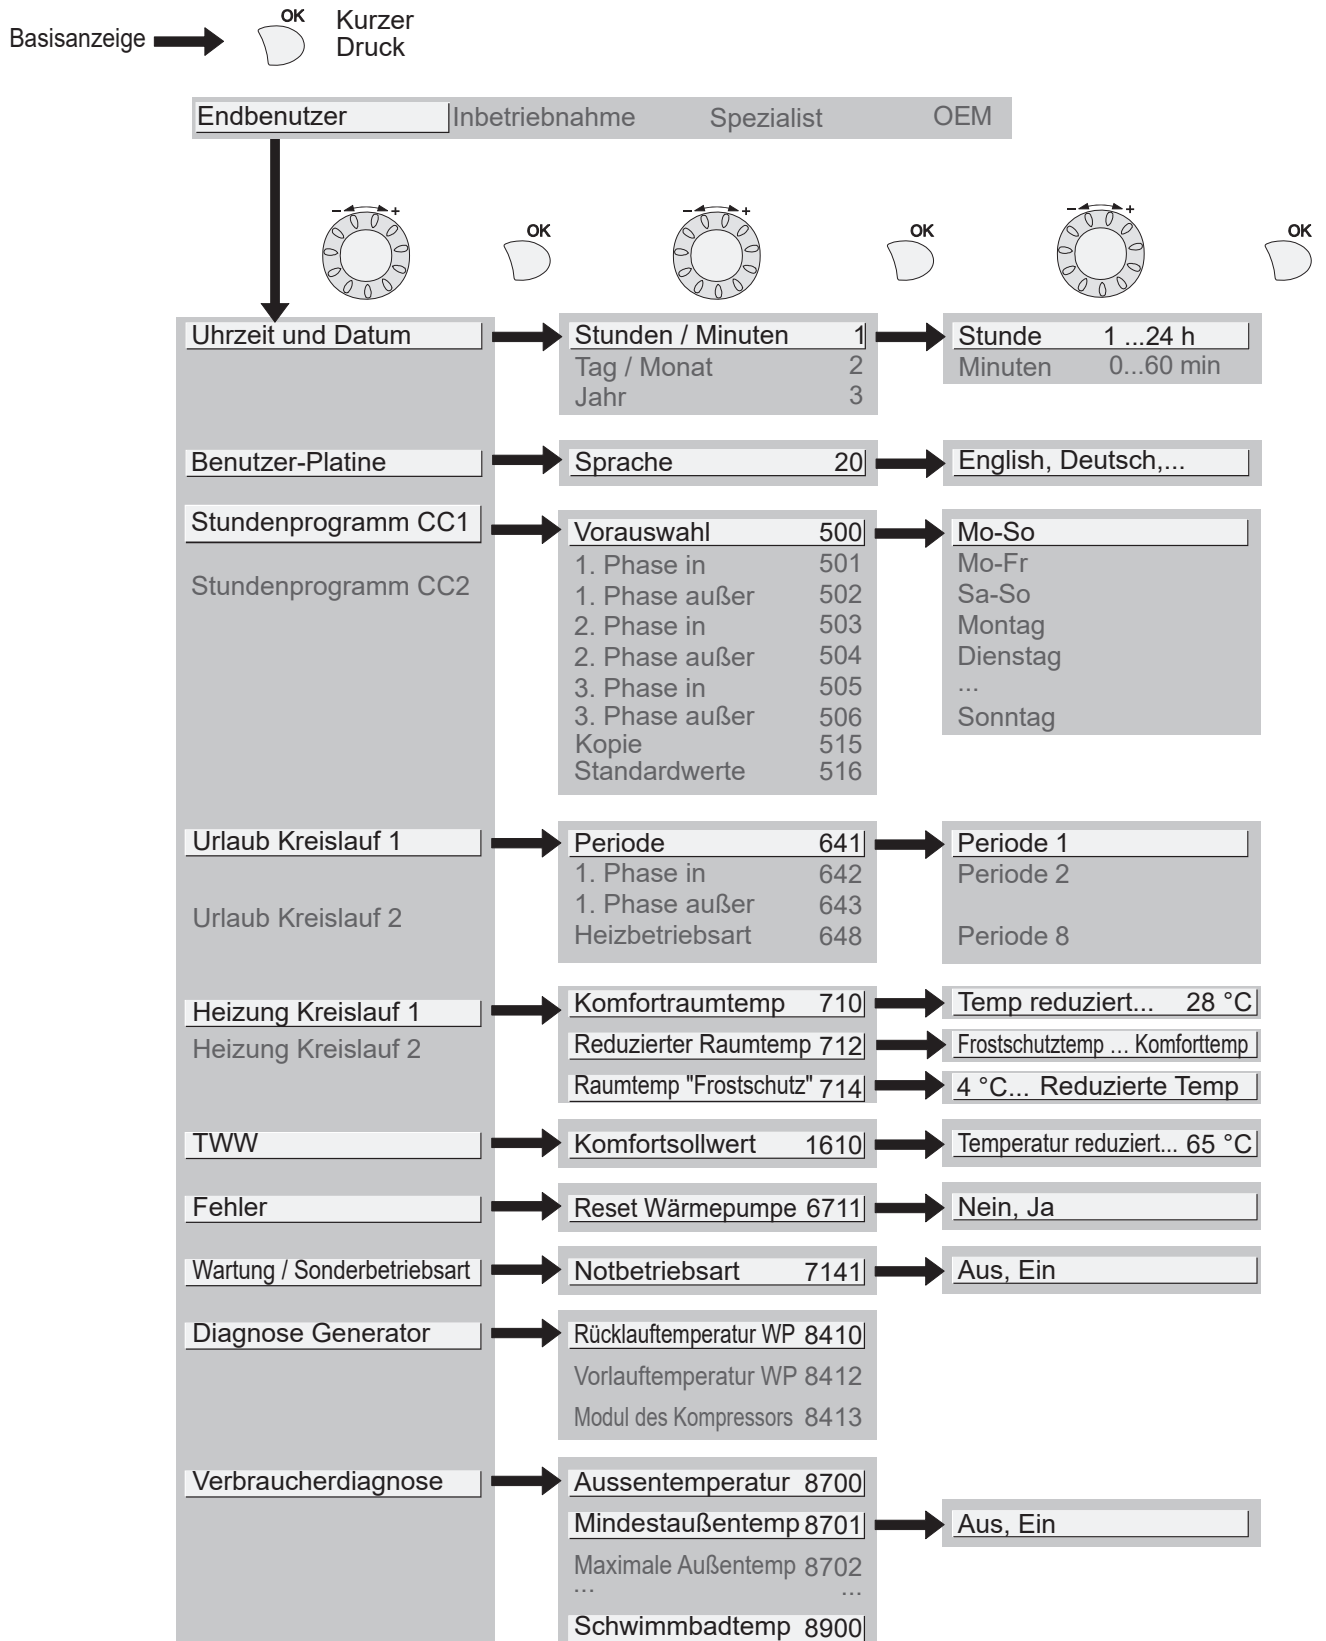 OK Kurzer
Basisanzeige Druck
Endbenutzer Inbetriebnahme Spezialist OEM
- +
OK
- +
OK
- +
OK
Uhrzeit und Datum Stunden / Minuten 1 Stunde 1 ...24 h
Tag / Monat 2 Minuten 0...60 min
Jahr 3
Benutzer-Platine Sprache 20 English, Deutsch,...
Stundenprogramm CC1 Vorauswahl 500 Mo-So
1. Phase in 501 Mo-Fr
Stundenprogramm CC2 1. Phase außer 502 Sa-So
2. Phase in 503 Montag
2. Phase außer 504 Dienstag
3. Phase in 505 ...
3. Phase außer 506 Sonntag
Kopie 515
Standardwerte 516
Urlaub Kreislauf 1 Periode 641 Periode 1
1. Phase in 642 Periode 2
Urlaub Kreislauf 2 1. Phase außer 643
Heizbetriebsart 648 Periode 8
Heizung Kreislauf 1 Komfortraumtemp 710 Temp reduziert... 28 °C
Heizung Kreislauf 2 Reduzierter Raumtemp 712 Frostschutztemp ... Komforttemp
Raumtemp "Frostschutz" 714 4 °C... Reduzierte Temp
TWW Komfortsollwert 1610 Temperatur reduziert... 65 °C
Fehler Reset Wärmepumpe 6711 Nein, Ja
Wartung / Sonderbetriebsart Notbetriebsart 7141 Aus, Ein
Diagnose Generator Rücklauftemperatur WP 8410
Vorlauftemperatur WP 8412
Modul des Kompressors 8413
Verbraucherdiagnose Aussentemperatur 8700
Mindestaußentemp 8701 Aus, Ein
Maximale Außentemp 8702
... ...
Schwimmbadtemp 8900